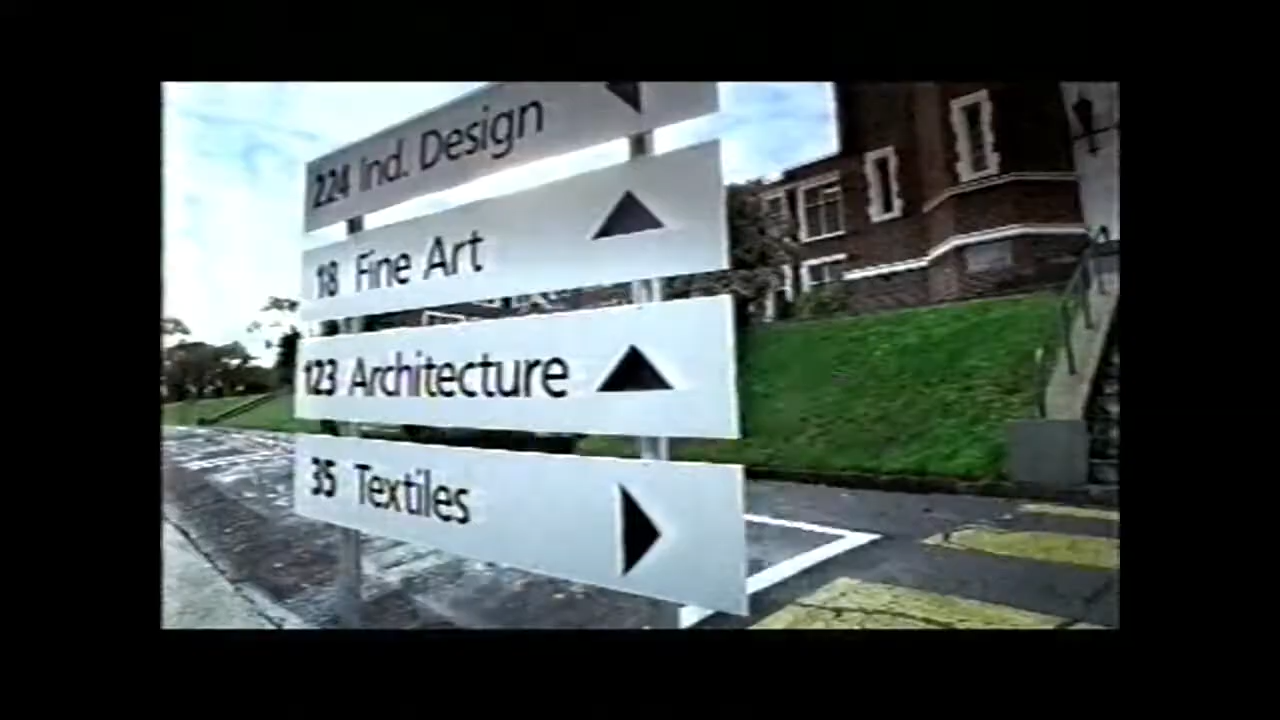 224 Ind. Design
18 Fine Art
123 Architecture
35 Textiles